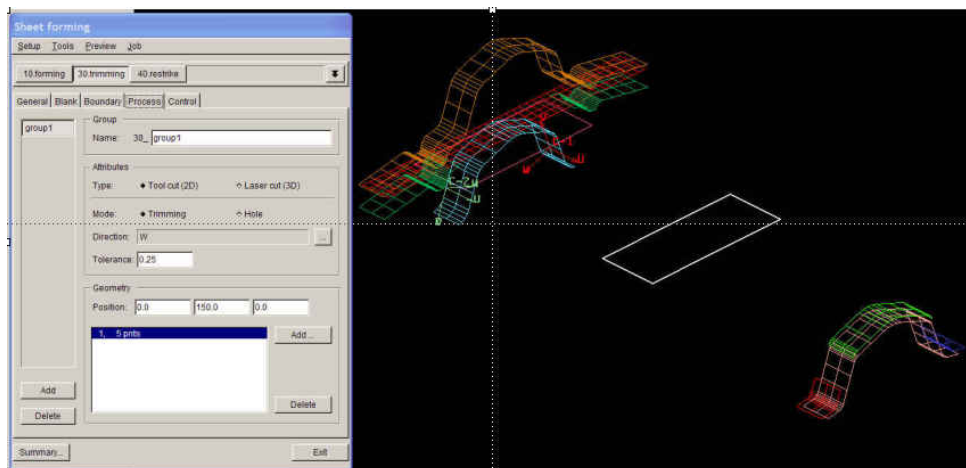 Sheet forming
Setup Tools Preview Job
10.forming 30.trimming 40.restrike
General Blank Boundary Process Control
group1
Group
Name: 30_ group1
Attributes
Type: Tool cut (2D) Laser cut (3D)
Mode: Trimming Hole
Direction: W ...
Tolerance: 0.25
Geometry
Position: 0.0 150.0 0.0
1, 5 pnts
Add...
Add
Delete
Delete
Summary... Exit